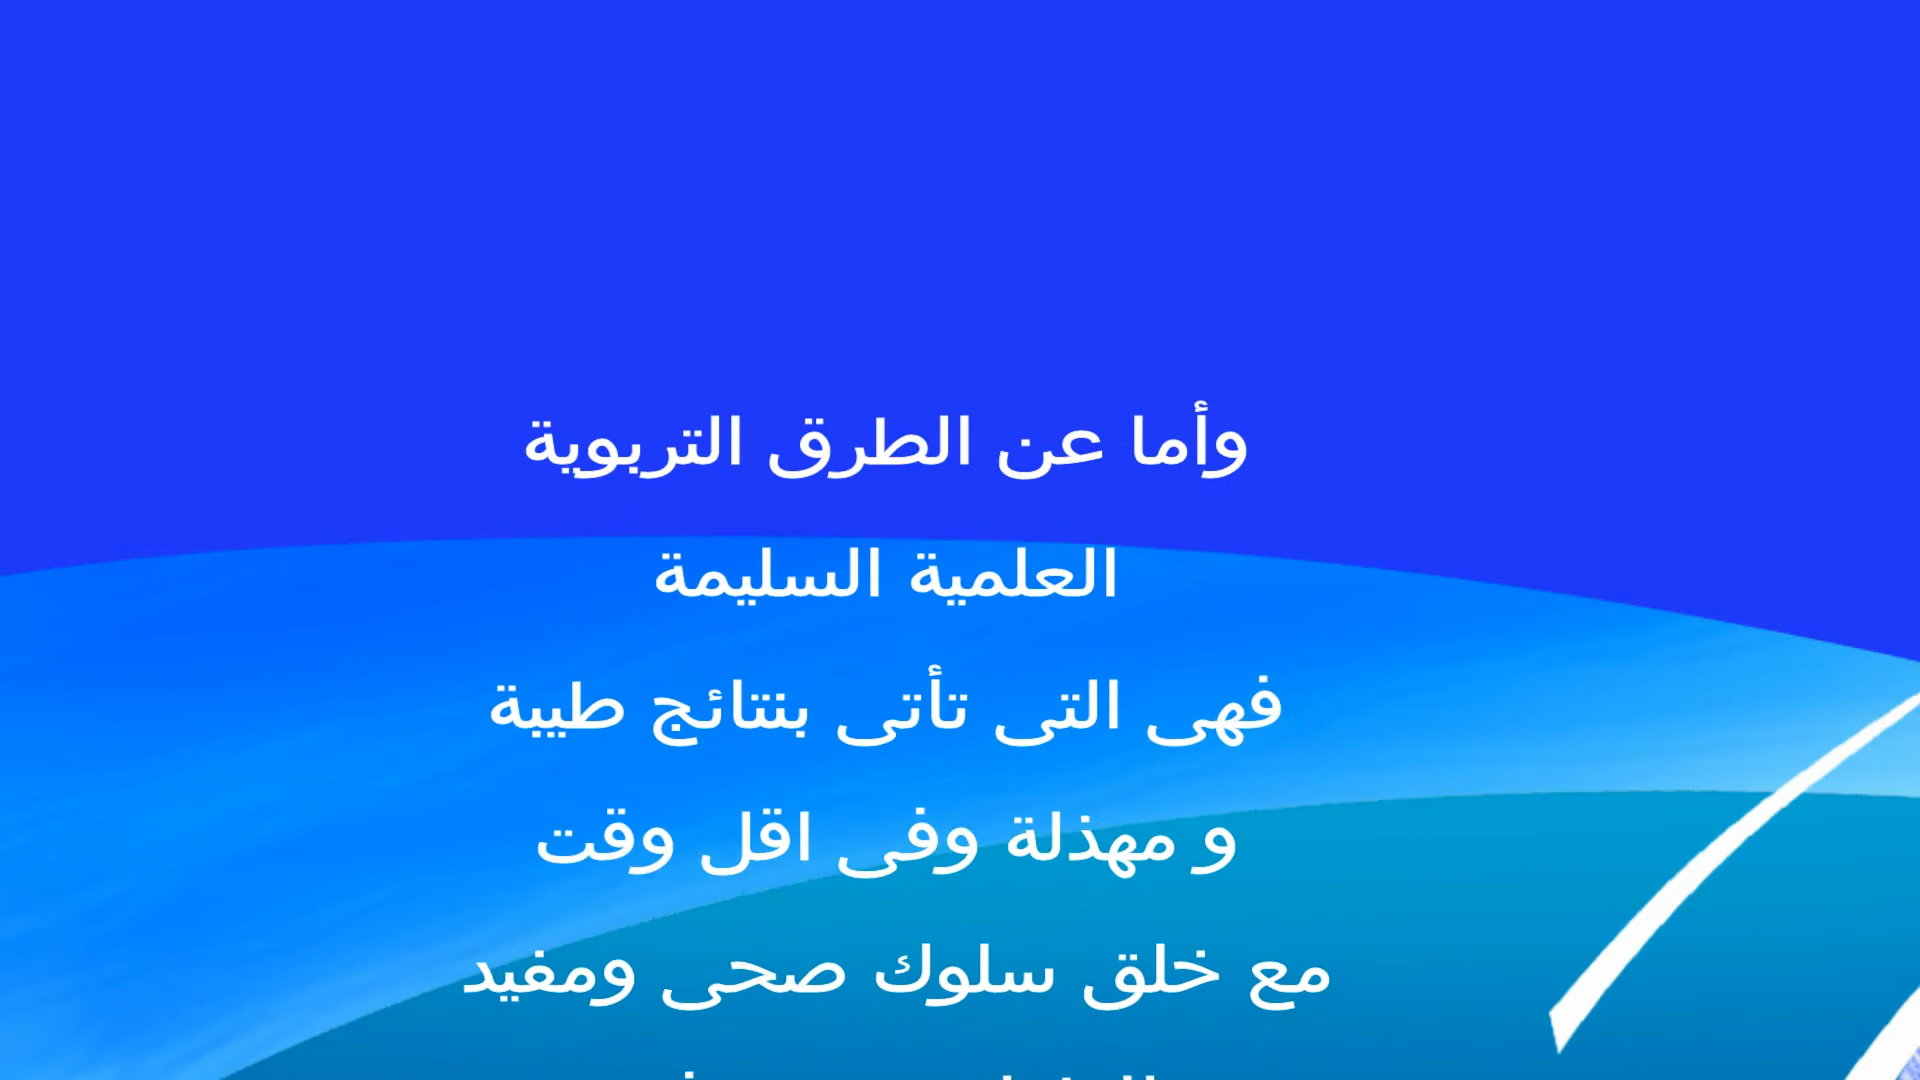 وأما عن الطرق التربوية
العلمية السليمة
فهى التى تأتى بنتائج طيبة
و مهذلة وفى اقل وقت
مع خلق سلوك صحى ومفيد